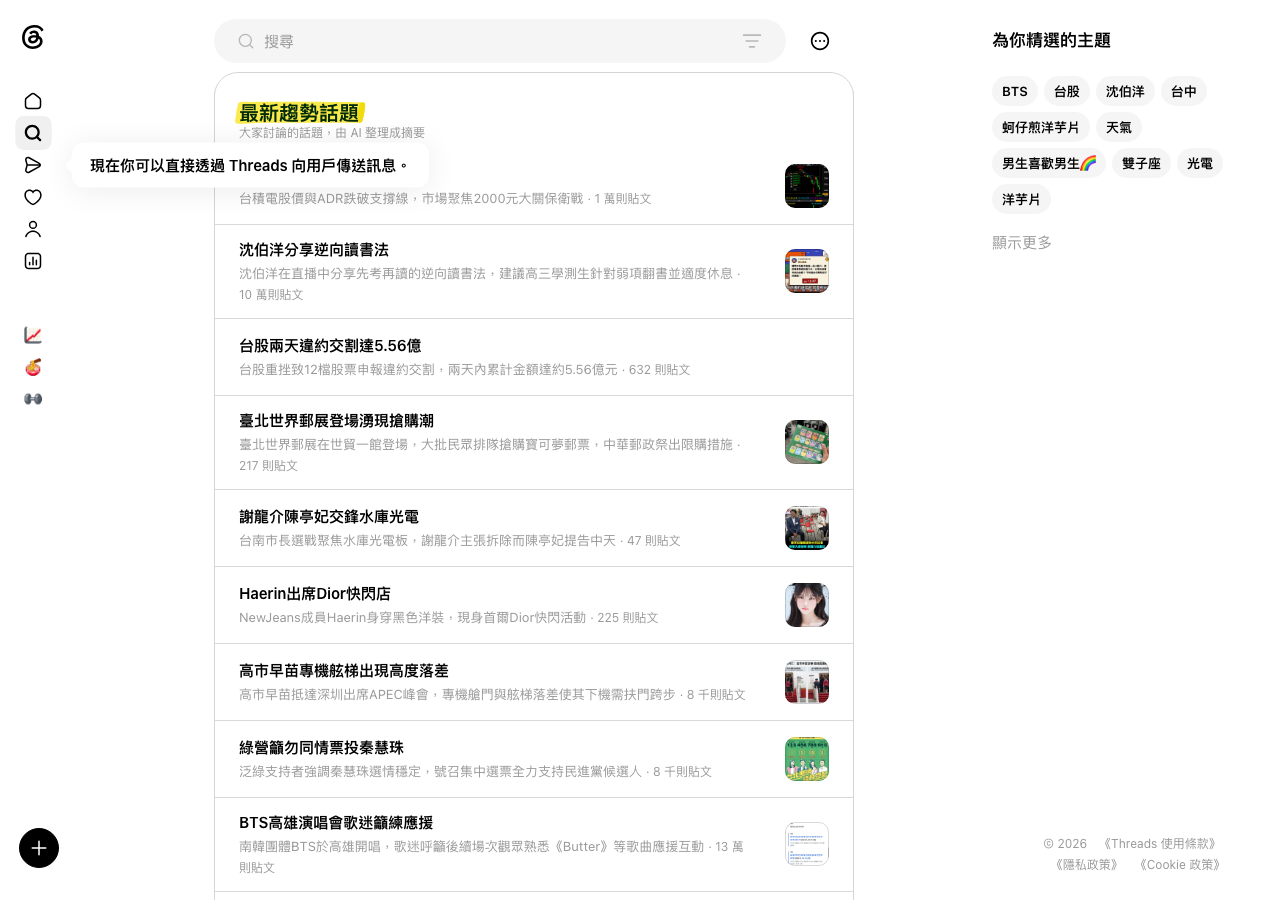 搜尋
最新趨勢話題
大家討論的話題，由 AI 整理成摘要
現在你可以直接透過 Threads 向用戶傳送訊息。
台積電股價與ADR跌破支撐線，市場聚焦2000元大關保衛戰 · 1 萬則貼文
沈伯洋分享逆向讀書法
沈伯洋在直播中分享先考再讀的逆向讀書法，建議高三學測生針對弱項翻書並適度休息 ·
10 萬則貼文
台股兩天違約交割達5.56億
台股重挫致12檔股票申報違約交割，兩天內累計金額達約5.56億元 · 632 則貼文
臺北世界郵展登場湧現搶購潮
臺北世界郵展在世貿一館登場，大批民眾排隊搶購寶可夢郵票，中華郵政祭出限購措施 ·
217 則貼文
謝龍介陳亭妃交鋒水庫光電
台南市長選戰聚焦水庫光電板，謝龍介主張拆除而陳亭妃提告中天 · 47 則貼文
Haerin出席Dior快閃店
NewJeans成員Haerin身穿黑色洋裝，現身首爾Dior快閃活動 · 225 則貼文
高市早苗專機舷梯出現高度落差
高市早苗抵達深圳出席APEC峰會，專機艙門與舷梯落差使其下機需扶門跨步 · 8 千則貼文
綠營籲勿同情票投秦慧珠
泛綠支持者強調秦慧珠選情穩定，號召集中選票全力支持民進黨候選人 · 8 千則貼文
BTS高雄演唱會歌迷籲練應援
南韓團體BTS於高雄開唱，歌迷呼籲後續場次觀眾熟悉《Butter》等歌曲應援互動 · 13 萬
則貼文
為你精選的主題
BTS 台股 沈伯洋 台中
蚵仔煎洋芋片 天氣
男生喜歡男生🌈 雙子座 光電
洋芋片
顯示更多
© 2026 《Threads 使用條款》
《隱私政策》 《Cookie 政策》